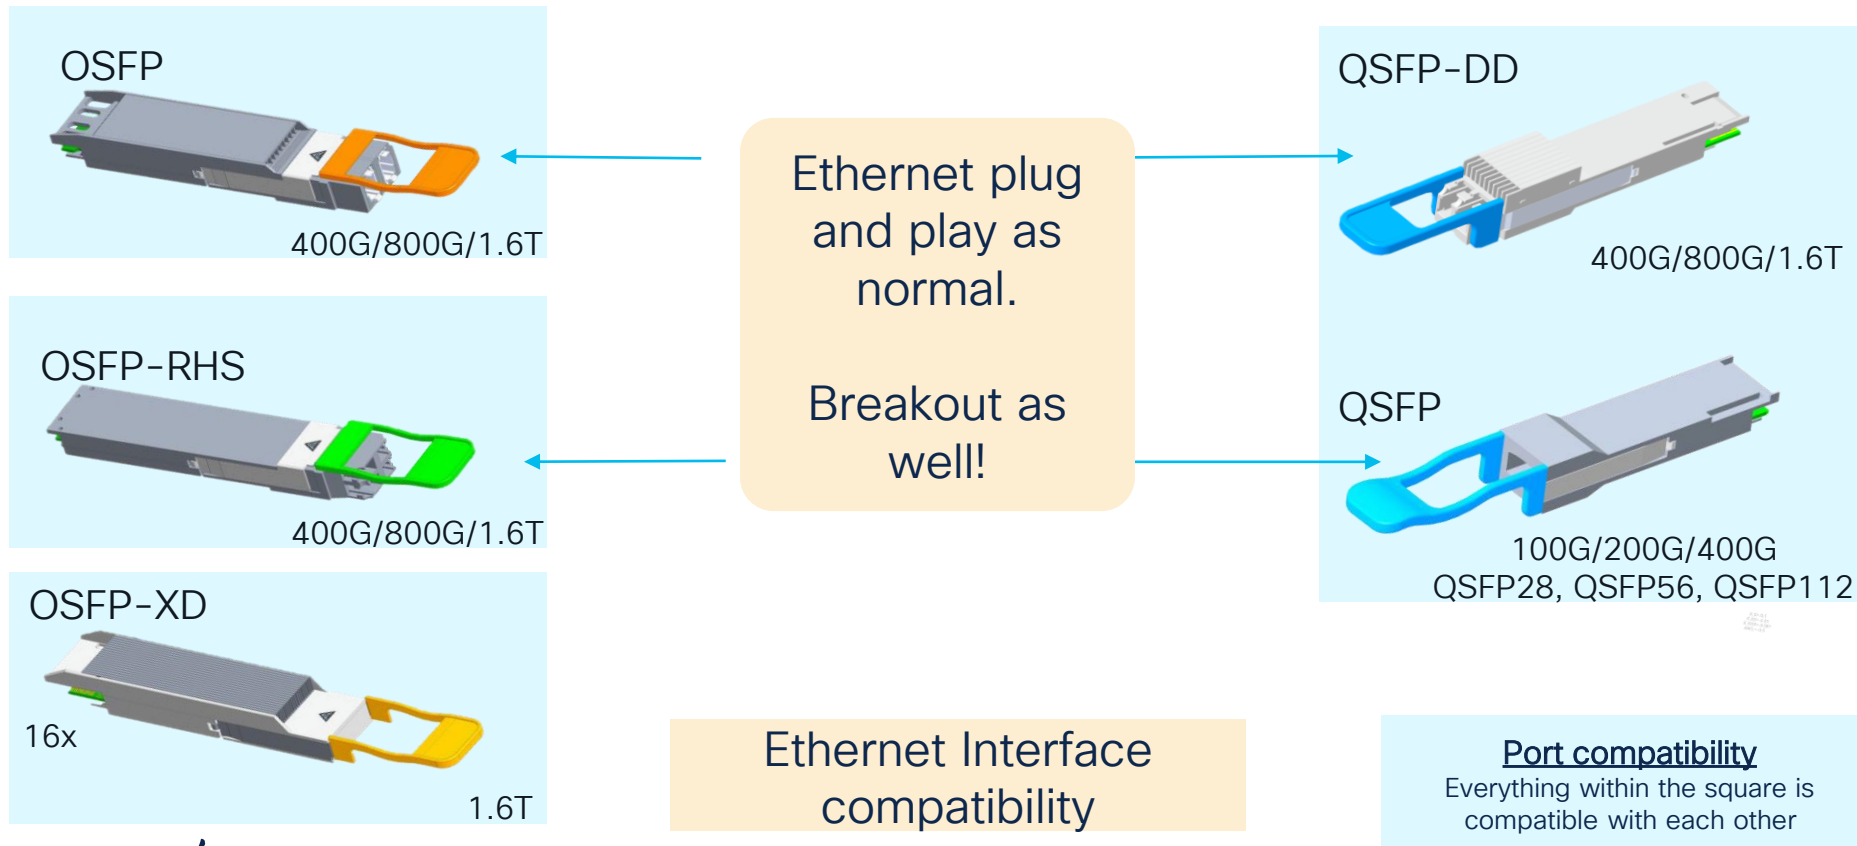 OSFP
400G/800G/1.6T
OSFP-RHS
400G/800G/1.6T
OSFP-XD
16x
1.6T
Ethernet plug
and play as
normal.
Breakout as
well!
Ethernet Interface
compatibility
QSFP-DD
400G/800G/1.6T
QSFP
100G/200G/400G
QSFP28, QSFP56, QSFP112
Port compatibility
Everything within the square is
compatible with each other